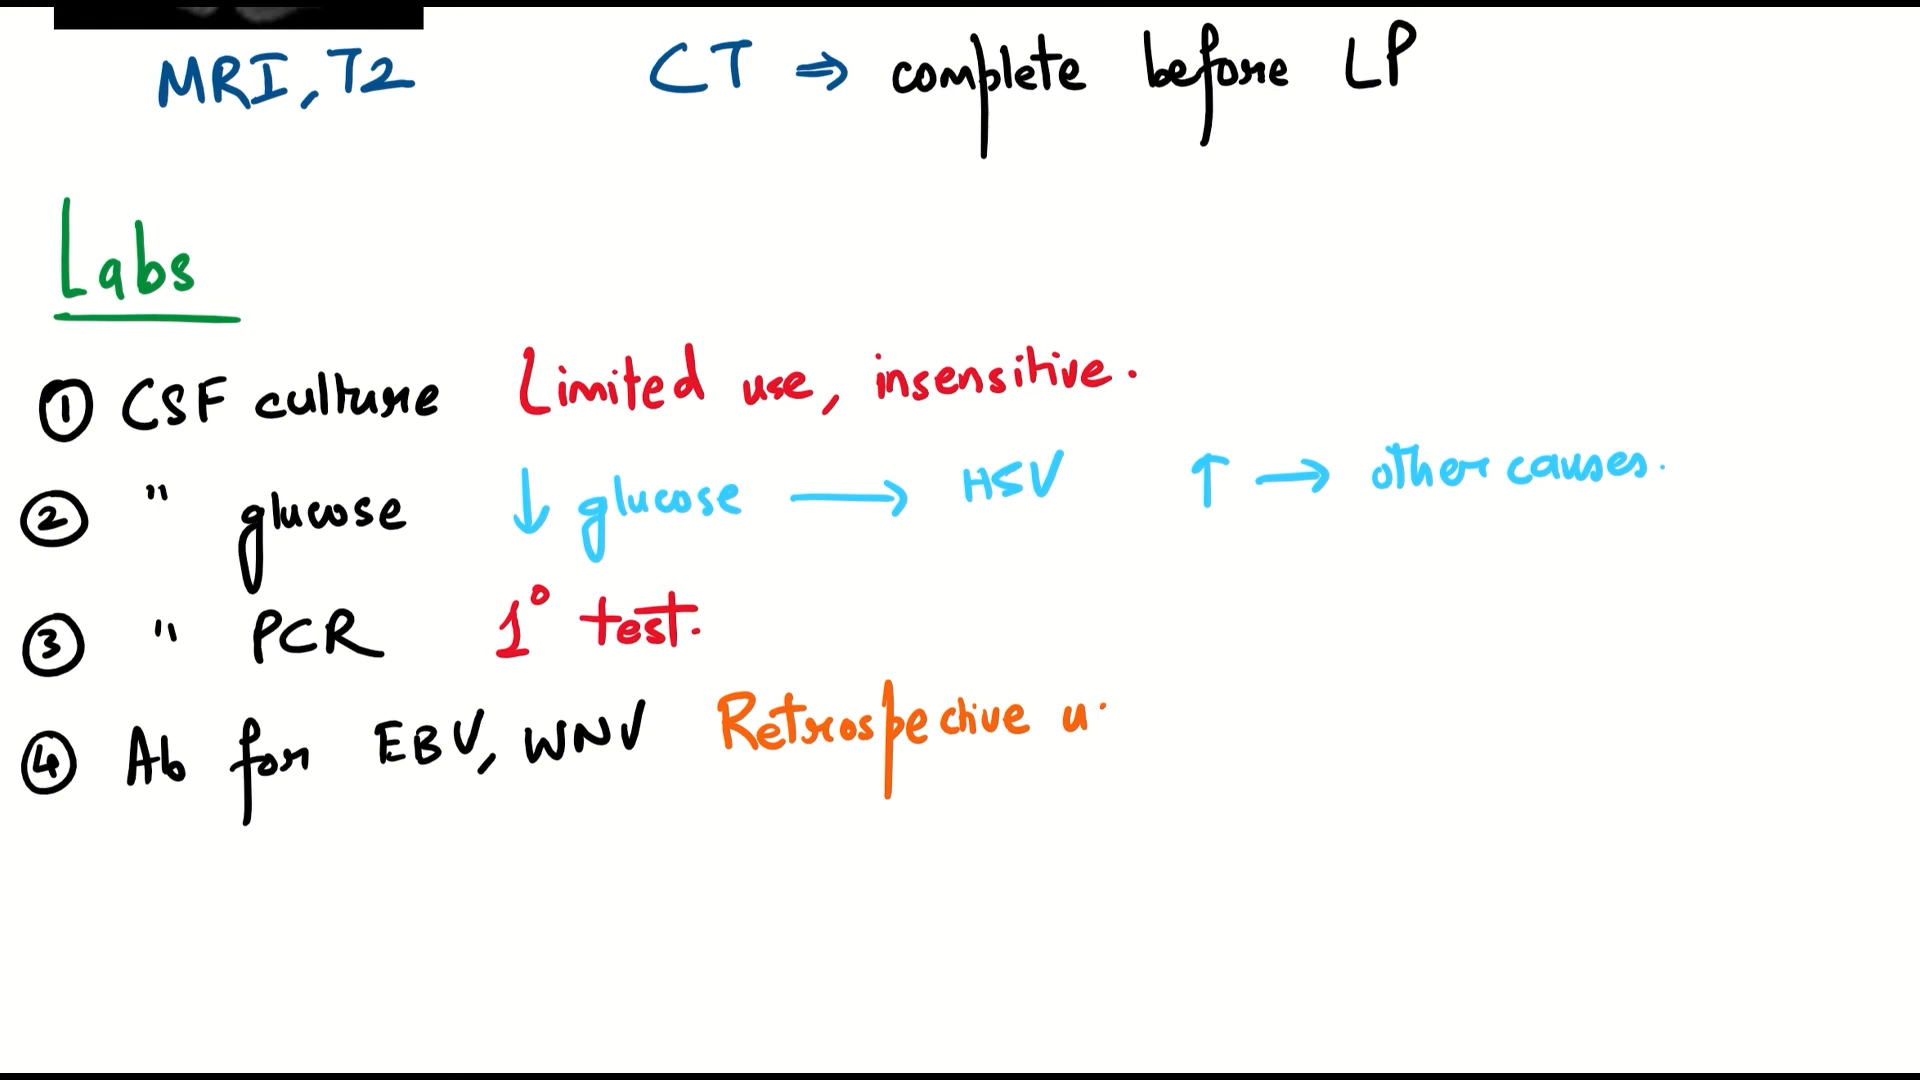 MRI, T2 CT ⇒ complete before LP
Labs
① CSF culture Limited use, insensitive.
② " glucose ↓ glucose → HSV ↑ → other causes.
③ " PCR 1° test.
④ Ab for EBV, WNV Retrospective u